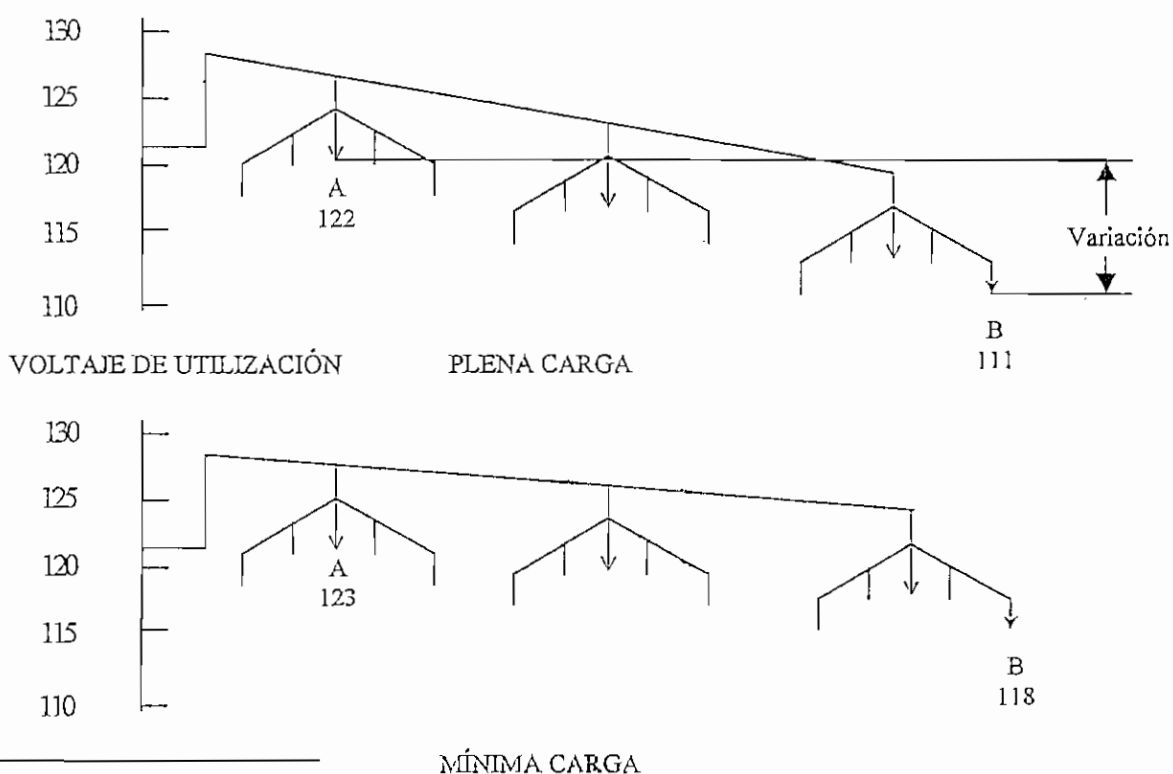 130
125
120
115
110
A
122
Variación
B
111
VOLTAJE DE UTILIZACIÓN
PLENA CARGA
130
125
120
115
110
A
123
B
118
MÍNIMA CARGA